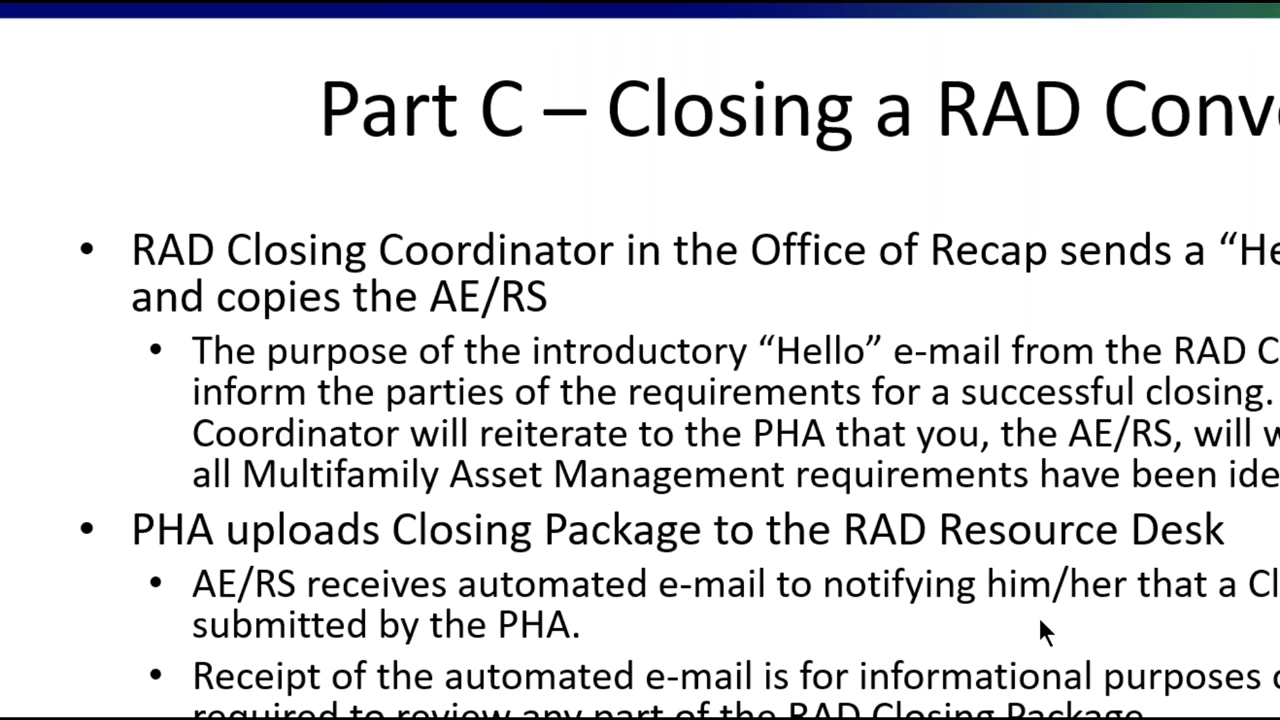 Part C – Closing a RAD
• RAD Closing Coordinator in the Office of Recap sends a
and copies the AE/RS
• The purpose of the introductory “Hello” e-mail from the RAD
inform the parties of the requirements for a successful closing.
Coordinator will reiterate to the PHA that you, the AE/RS, will
all Multifamily Asset Management requirements have been
• PHA uploads Closing Package to the RAD Resource Desk
• AE/RS receives automated e-mail to notifying him/her that a
submitted by the PHA.
• Receipt of the automated e-mail is for informational purposes
required to review any part of the RAD Closing Package